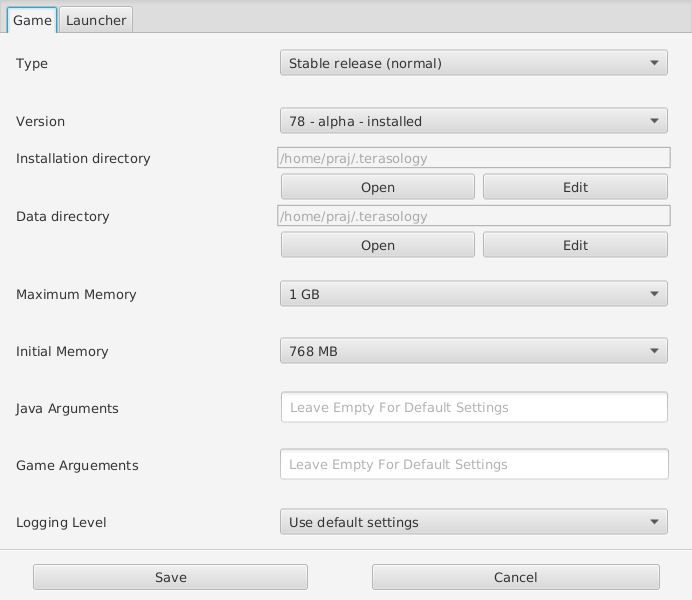 Game Launcher
Type Stable release (normal)
Version 78 - alpha - installed
Installation directory /home/praj/.terasology
Open Edit
Data directory /home/praj/.terasology
Open Edit
Maximum Memory 1 GB
Initial Memory 768 MB
Java Arguments Leave Empty For Default Settings
Game Arguements Leave Empty For Default Settings
Logging Level Use default settings
Save Cancel